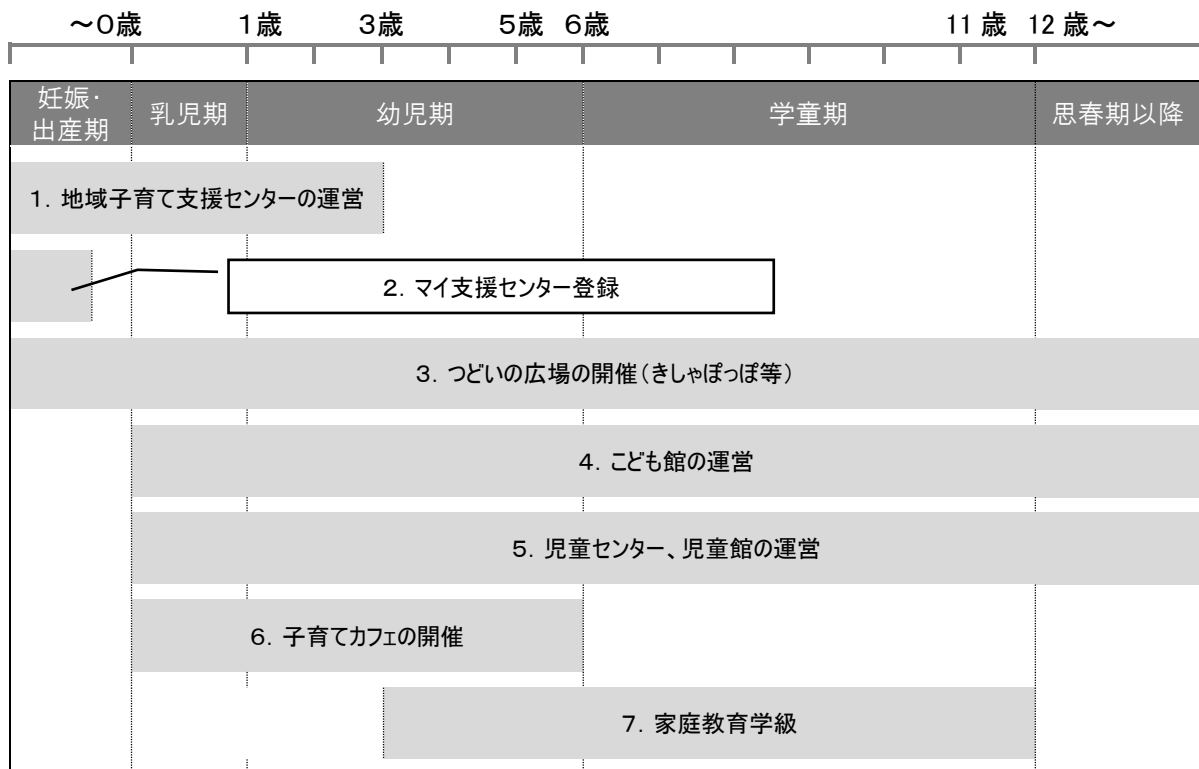 ～０歳 １歳 ３歳 ５歳 ６歳 11 歳 12 歳～
妊娠・
出産期
乳児期
幼児期
学童期
思春期以降
１．地域子育て支援センターの運営
２．マイ支援センター登録
３．つどいの広場の開催（きしゃぽっぽ等）
４．こども館の運営
５．児童センター、児童館の運営
６．子育てカフェの開催
７．家庭教育学級